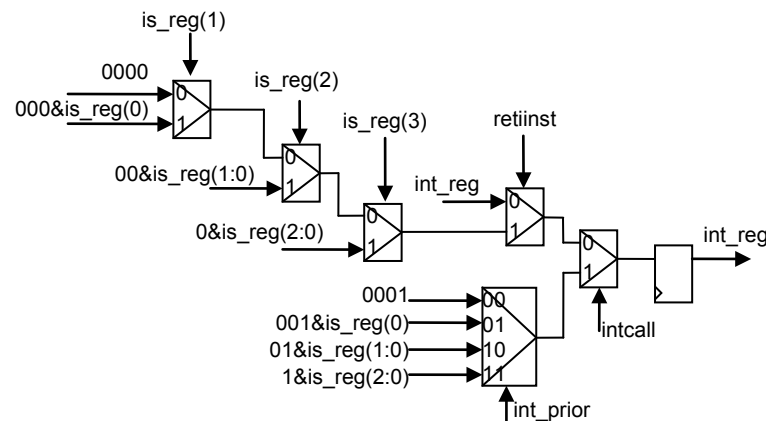 is_reg(1)
0000
0
000&is_reg(0)
1
is_reg(2)
0
00&is_reg(1:0)
1
is_reg(3)
0
0&is_reg(2:0)
1
retiinst
int_reg
0
1
0
1
int_reg
intcall
0001
00
001&is_reg(0)
01
01&is_reg(1:0)
10
1&is_reg(2:0)
11
int_prior